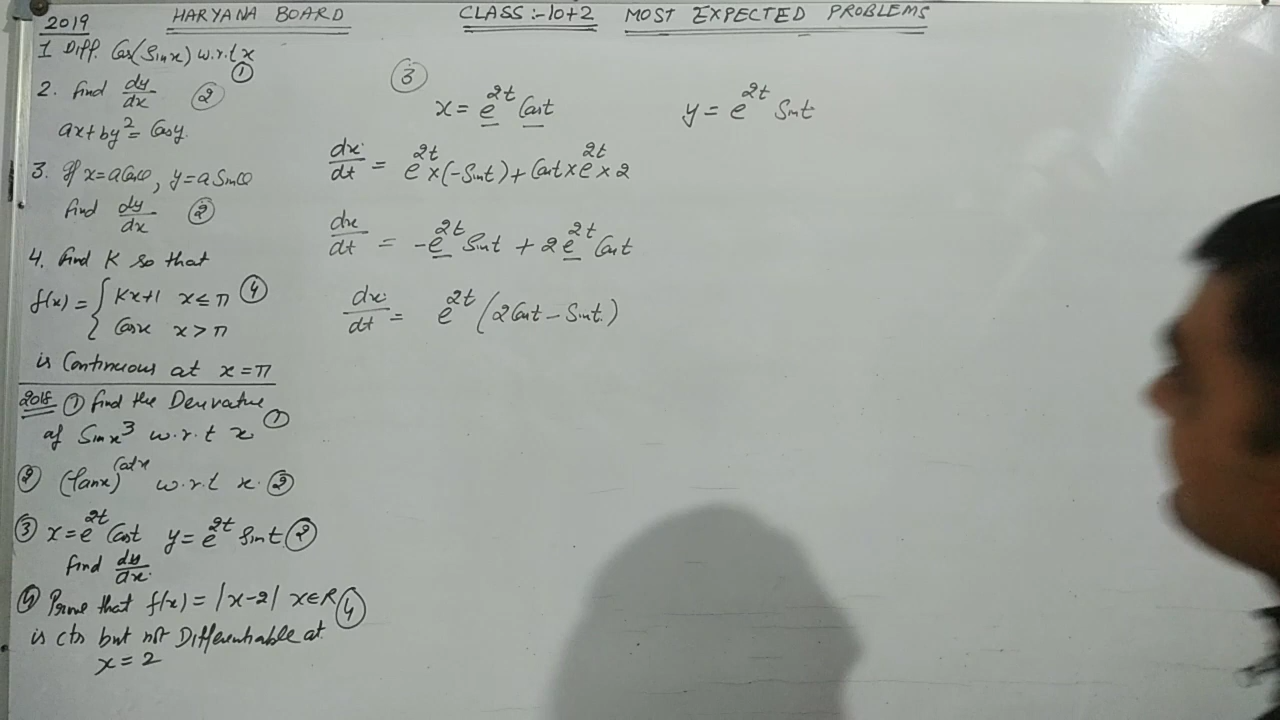 2019 HARYANA BOARD CLASS :- 10+2 MOST EXPECTED PROBLEMS
1 Diff. Cos(Sinx) w.r.t x ①
2. find dy/dx ②
ax+by²=Cosy
3. If x=aCosθ, y=aSinθ
find dy/dx ②
4. find K so that
f(x) = { Kx+1 x≤π ④
Cosx x>π
is Continuous at x=π
2018 ① find the Derivative
of Sinx³ w.r.t x ①
② (tanx)^Cotx w.r.t x. ②
③ x=e^2t Cost y=e^2t Sint ②
find dy/dx.
④ Prove that f(x)=|x-2| x∈R ④
is cts but not Differentiable at
x=2
③
x = e^2t Cost y = e^2t Sint
dx/dt = e^2t x(-Sint)+Cost x e^2t x 2
dx/dt = -e^2t Sint + 2e^2t Cost
dx/dt = e^2t (2Cost - Sint)